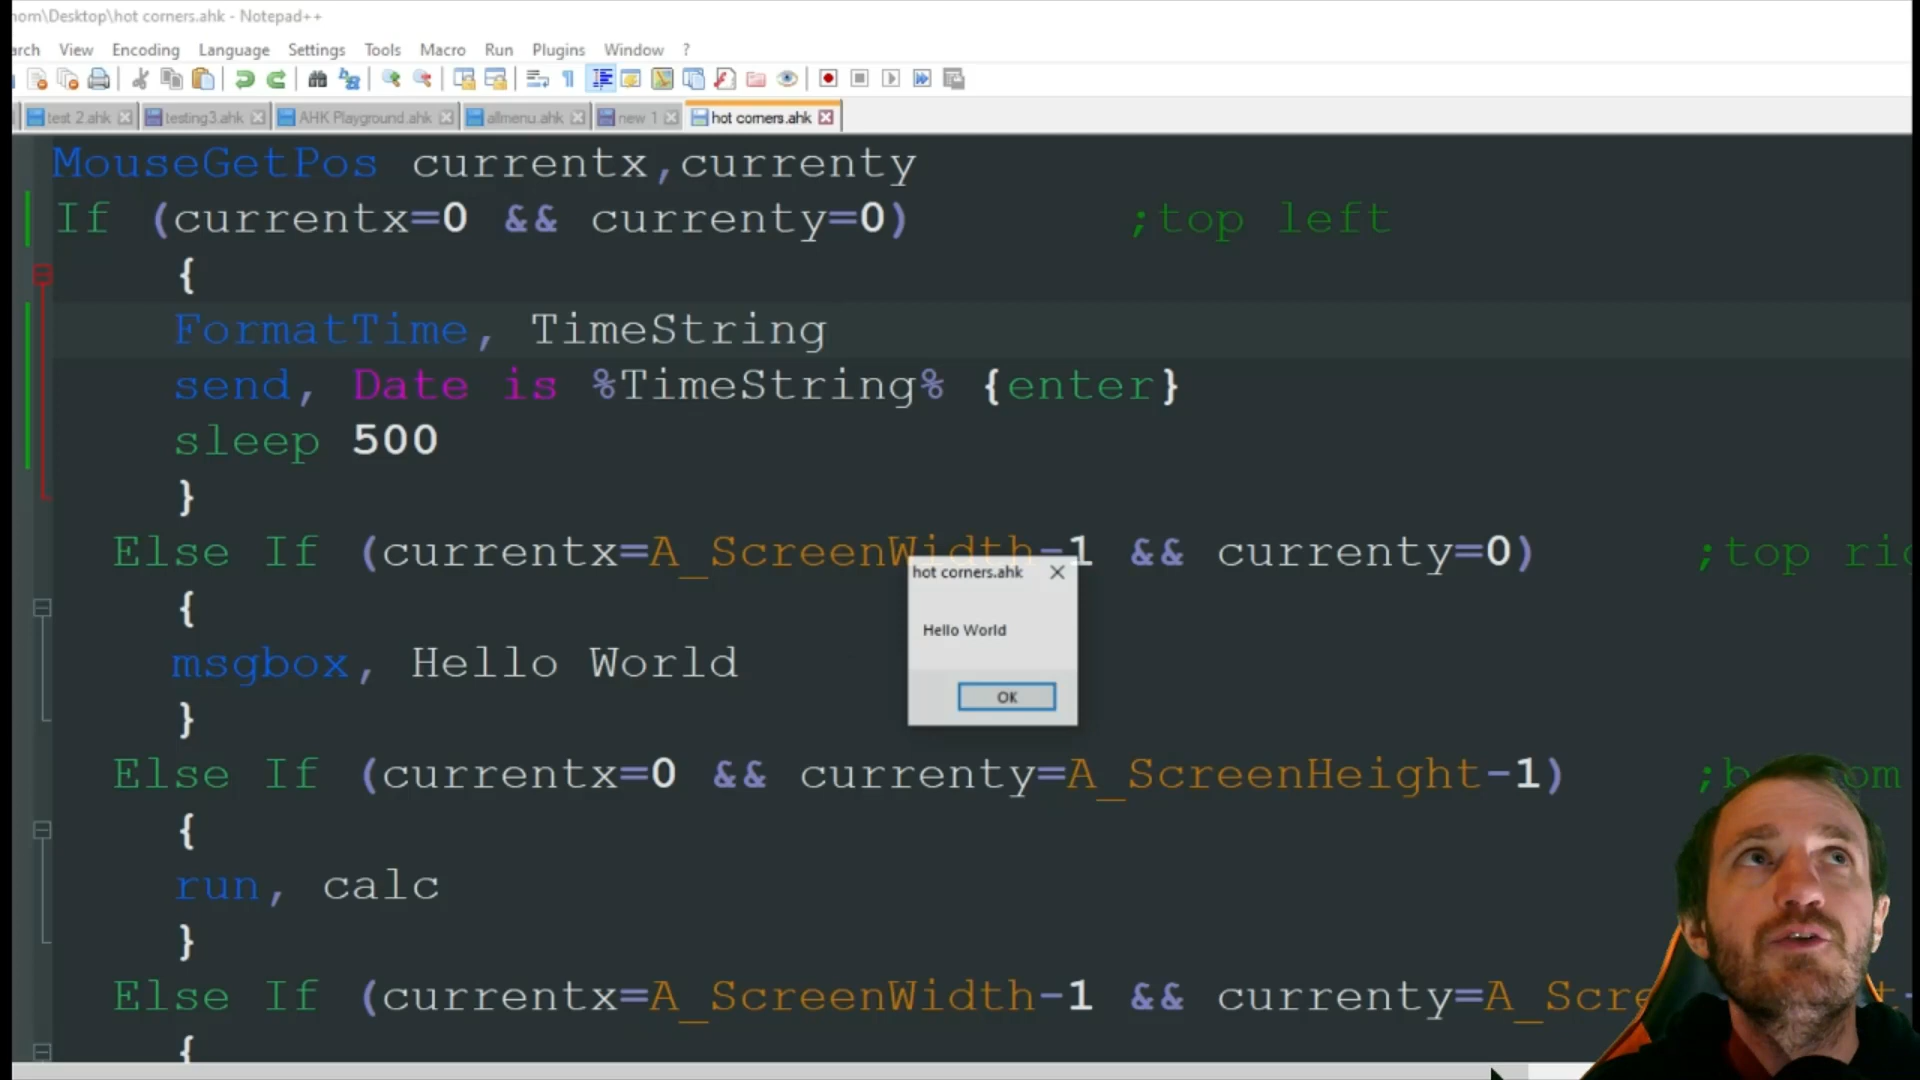 nom\Desktop\hot corners.ahk - Notepad++
arch View Encoding Language Settings Tools Macro Run Plugins Window ?
test 2.ahk testing3.ahk AHK Playground.ahk allmenu.ahk new 1 hot corners.ahk
MouseGetPos currentx,currenty
If (currentx=0 && currenty=0) ;top left
{
FormatTime, TimeString
send, Date is %TimeString% {enter}
sleep 500
}
Else If (currentx=A_ScreenWidth-1 && currenty=0) ;top rig
hot corners.ahk
{
Hello World
msgbox, Hello World
OK
}
Else If (currentx=0 && currenty=A_ScreenHeight-1)
{
run, calc
}
Else If (currentx=A_ScreenWidth-1 && currenty=A_Scre
{